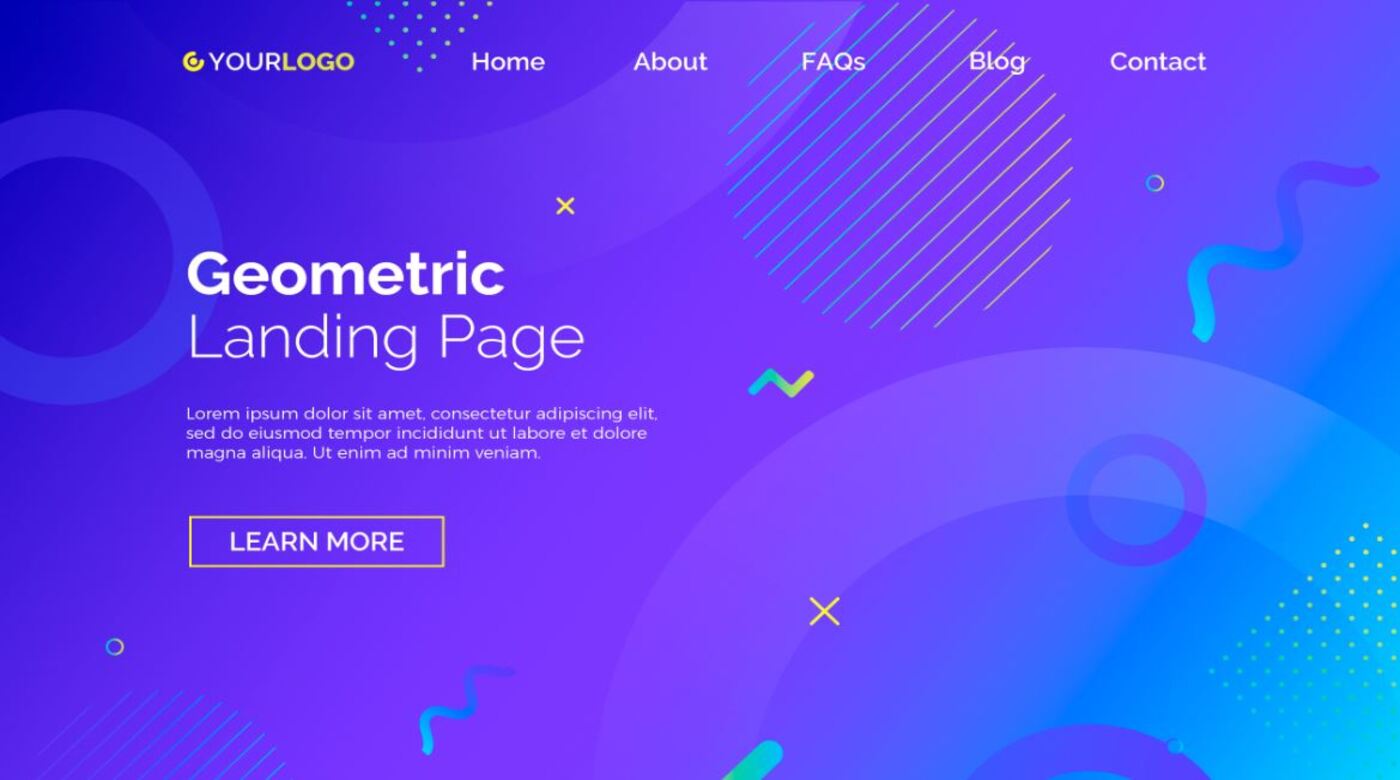 YOURLOGO Home About FAQs Blog Contact
Geometric
Landing Page
Lorem ipsum dolor sit amet, consectetur adipiscing elit,
sed do eiusmod tempor incididunt ut labore et dolore
magna aliqua. Ut enim ad minim veniam.
LEARN MORE